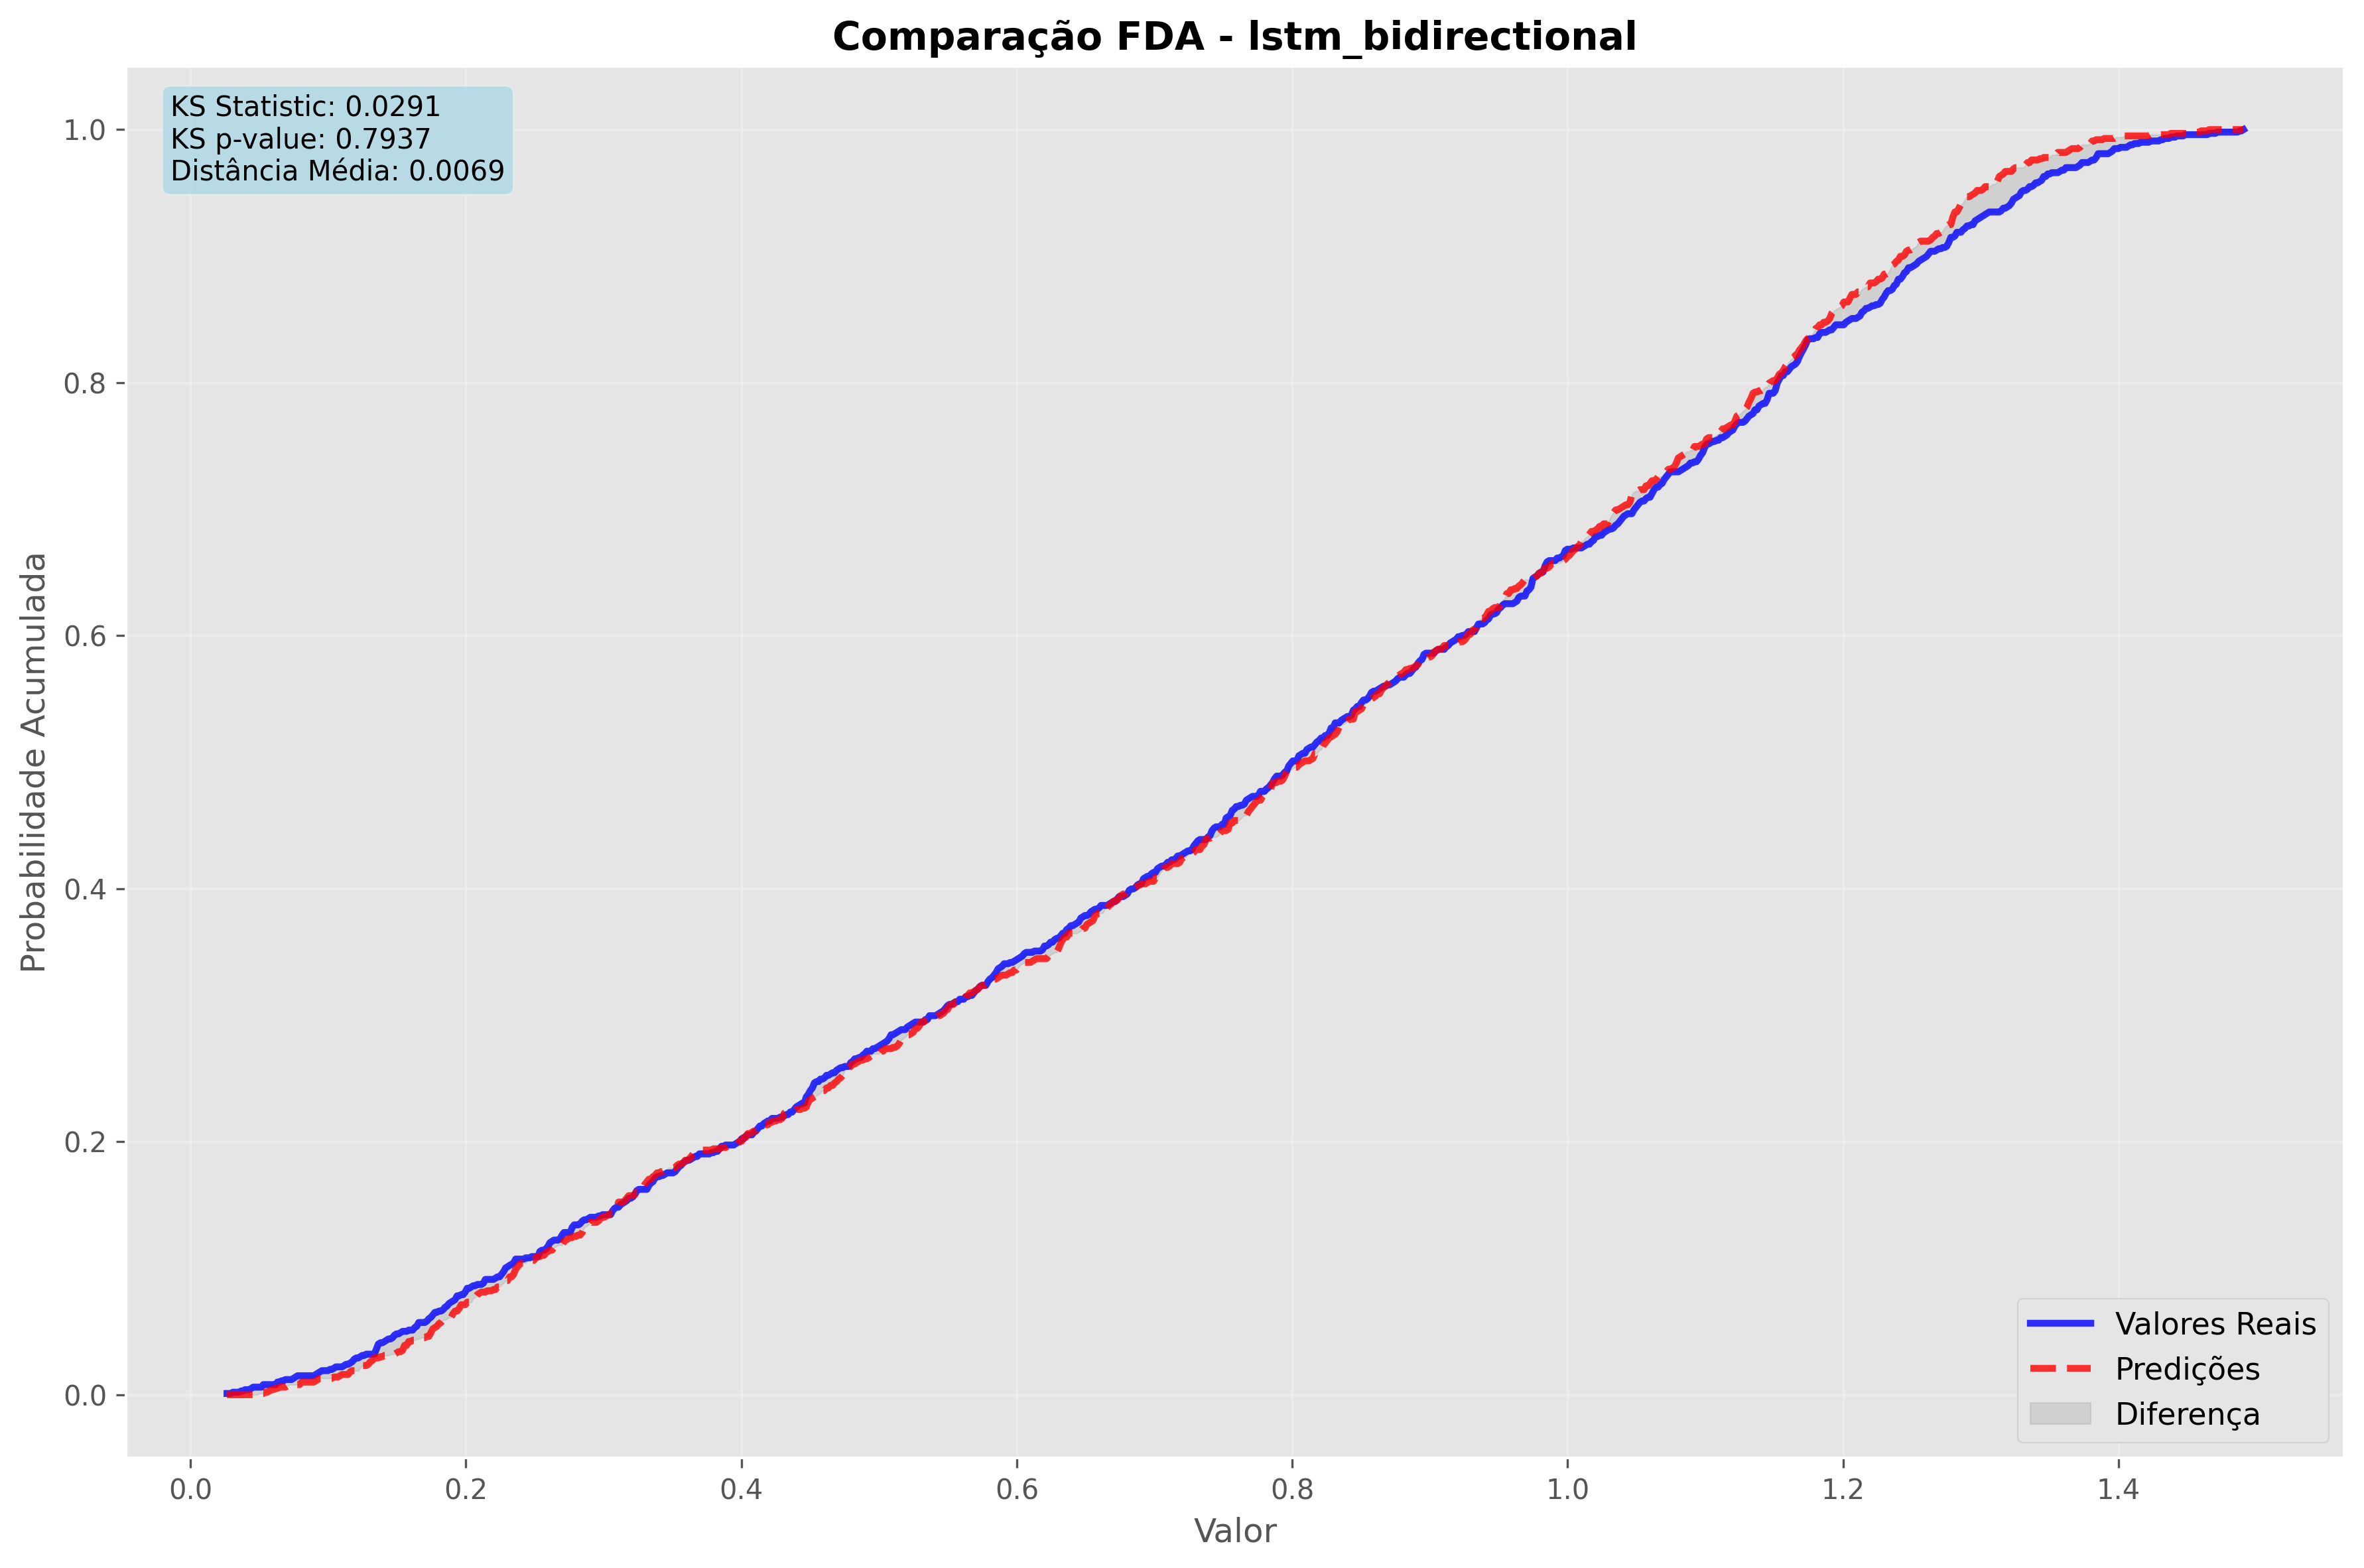 Comparação FDA - lstm_bidirectional
KS Statistic: 0.0291
KS p-value: 0.7937
Distância Média: 0.0069
1.0
0.8
0.6
0.4
0.2
0.0
Probabilidade Acumulada
Valores Reais
Predições
Diferença
0.0 0.2 0.4 0.6 0.8 1.0 1.2 1.4
Valor